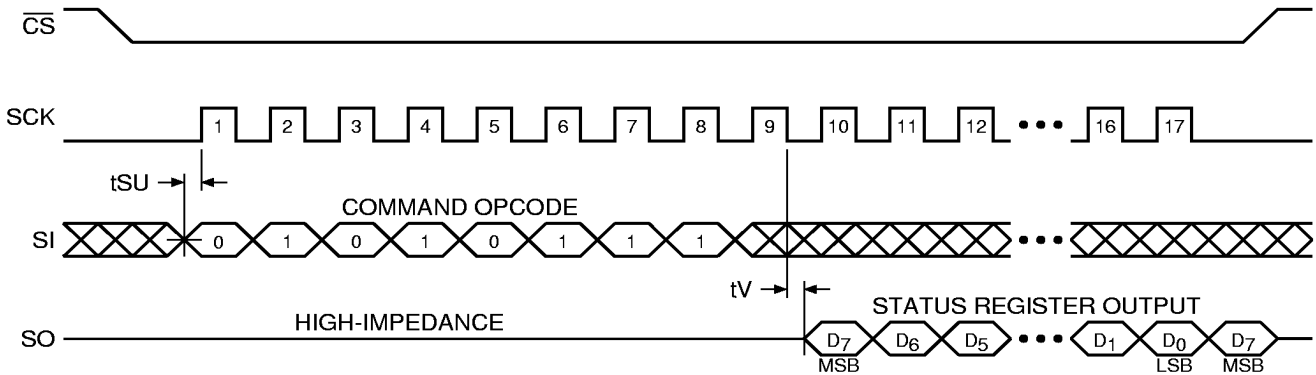 CS
SCK 1 2 3 4 5 6 7 8 9 10 11 12 ••• 16 17
tSU
COMMAND OPCODE
SI 0 1 0 1 0 1 1 1 •••
tV
STATUS REGISTER OUTPUT
HIGH-IMPEDANCE
SO D7 D6 D5 ••• D1 D0 D7
MSB LSB MSB